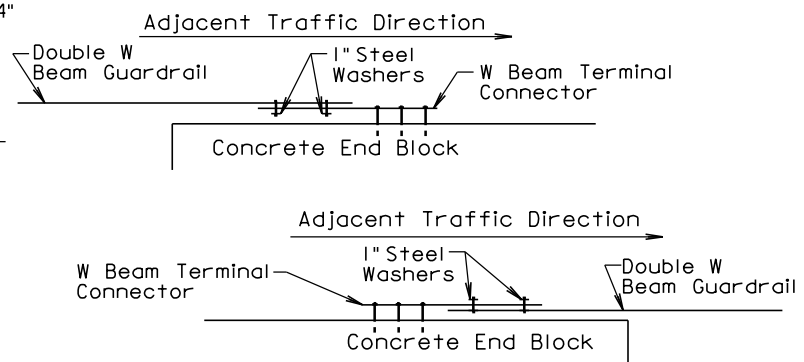 4"
Adjacent Traffic Direction
Double W
Beam Guardrail
1" Steel
Washers
W Beam Terminal
Connector
Concrete End Block
Adjacent Traffic Direction
1" Steel
Washers
W Beam Terminal
Connector
Double W
Beam Guardrail
Concrete End Block